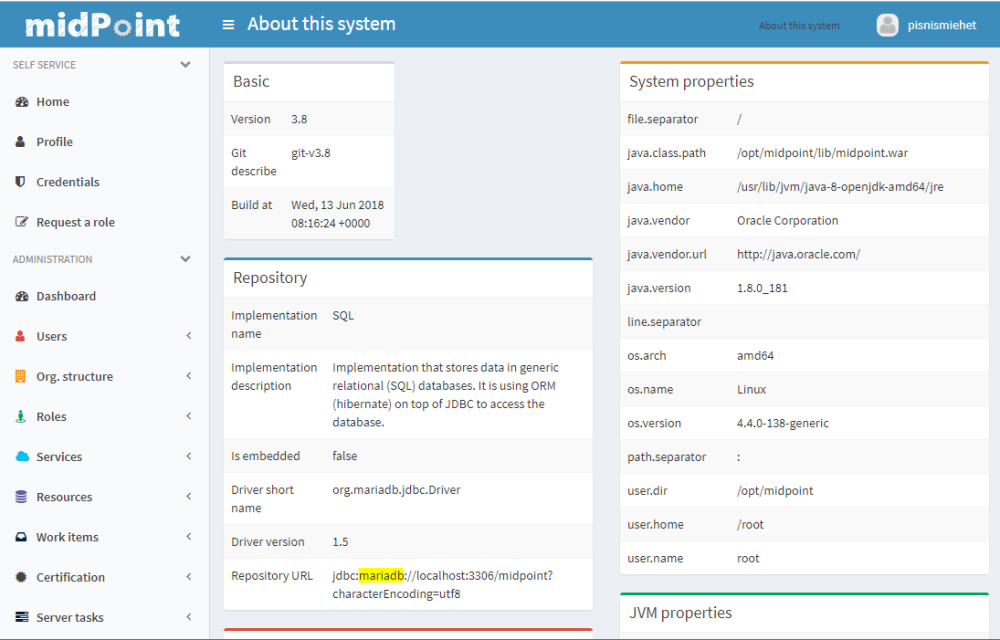 midPoint
About this system
About this system
pisnismiehet
SELF SERVICE
Home
Profile
Credentials
Request a role
ADMINISTRATION
Dashboard
Users
Org. structure
Roles
Services
Resources
Work items
Certification
Server tasks
Basic
Version 3.8
Git describe git-v3.8
Build at Wed, 13 Jun 2018
08:16:24 +0000
Repository
Implementation name SQL
Implementation description Implementation that stores data in generic
relational (SQL) databases. It is using ORM
(hibernate) on top of JDBC to access the
database.
Is embedded false
Driver short name org.mariadb.jdbc.Driver
Driver version 1.5
Repository URL jdbc:mariadb://localhost:3306/midpoint?
characterEncoding=utf8
System properties
file.separator /
java.class.path /opt/midpoint/lib/midpoint.war
java.home /usr/lib/jvm/java-8-openjdk-amd64/jre
java.vendor Oracle Corporation
java.vendor.url http://java.oracle.com/
java.version 1.8.0_181
line.separator
os.arch amd64
os.name Linux
os.version 4.4.0-138-generic
path.separator :
user.dir /opt/midpoint
user.home /root
user.name root
JVM properties